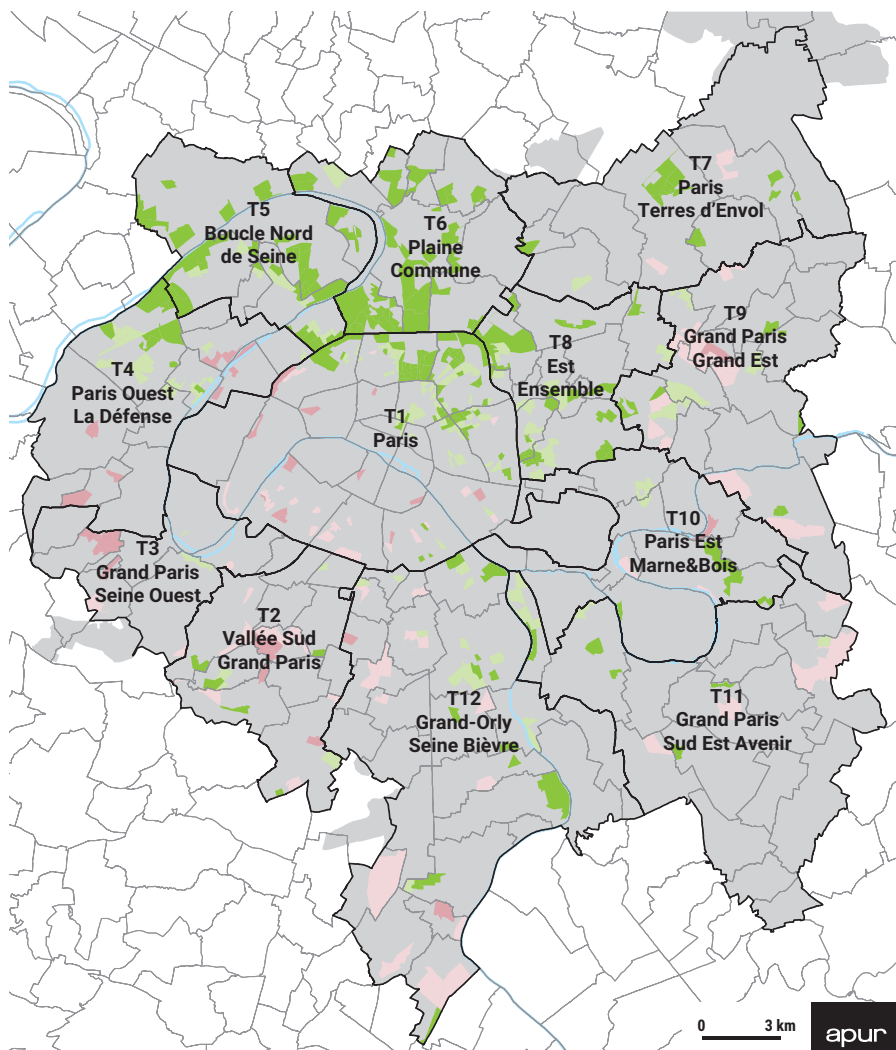 T7
Paris
Terres d'Envol
T5
Boucle Nord
de Seine
T6
Plaine
Commune
T9
Grand Paris
Grand Est
T8
Est
Ensemble
T4
Paris Ouest
La Défense
T1
Paris
T10
Paris Est
Marne&Bois
T3
Grand Paris
Seine Ouest
T2
Vallée Sud
Grand Paris
T12
Grand-Orly
Seine Bièvre
T11
Grand Paris
Sud Est Avenir
0 3 km
apur